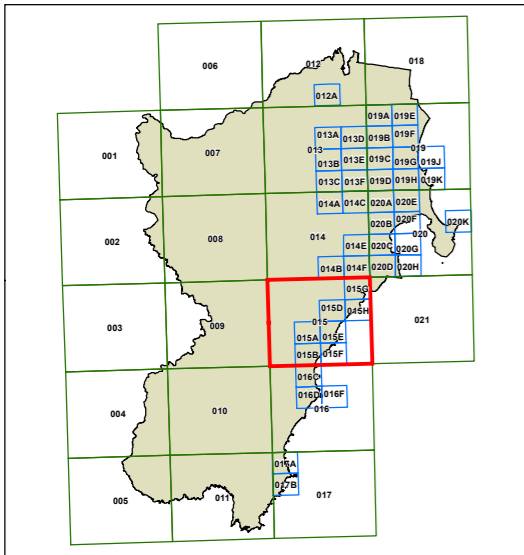 006 012 018
012A
019A 019E
001 007 013A 013D 019B 019F
013 019
013B 013E 019C 019G 019J
013C 013F 019D 019H 019K
014A 014C 020A 020E
002 008 014 020B 020F 020K
014E 020C 020G 020
014B 014F 020D 020H
015G
003 009 015D 015H 021
015
015A 015E
015B 015F
016C
004 010 016D 016F
016
017A
005 011 017B 017